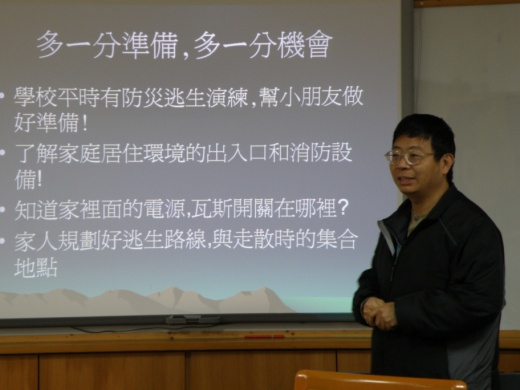 多一分準備,多一分機會
• 學校平時有防災逃生演練,幫小朋友做
好準備!
• 了解家庭居住環境的出入口和消防設
備!
• 知道家裡面的電源,瓦斯開關在哪裡?
• 家人規劃好逃生路線,與走散時的集合
地點